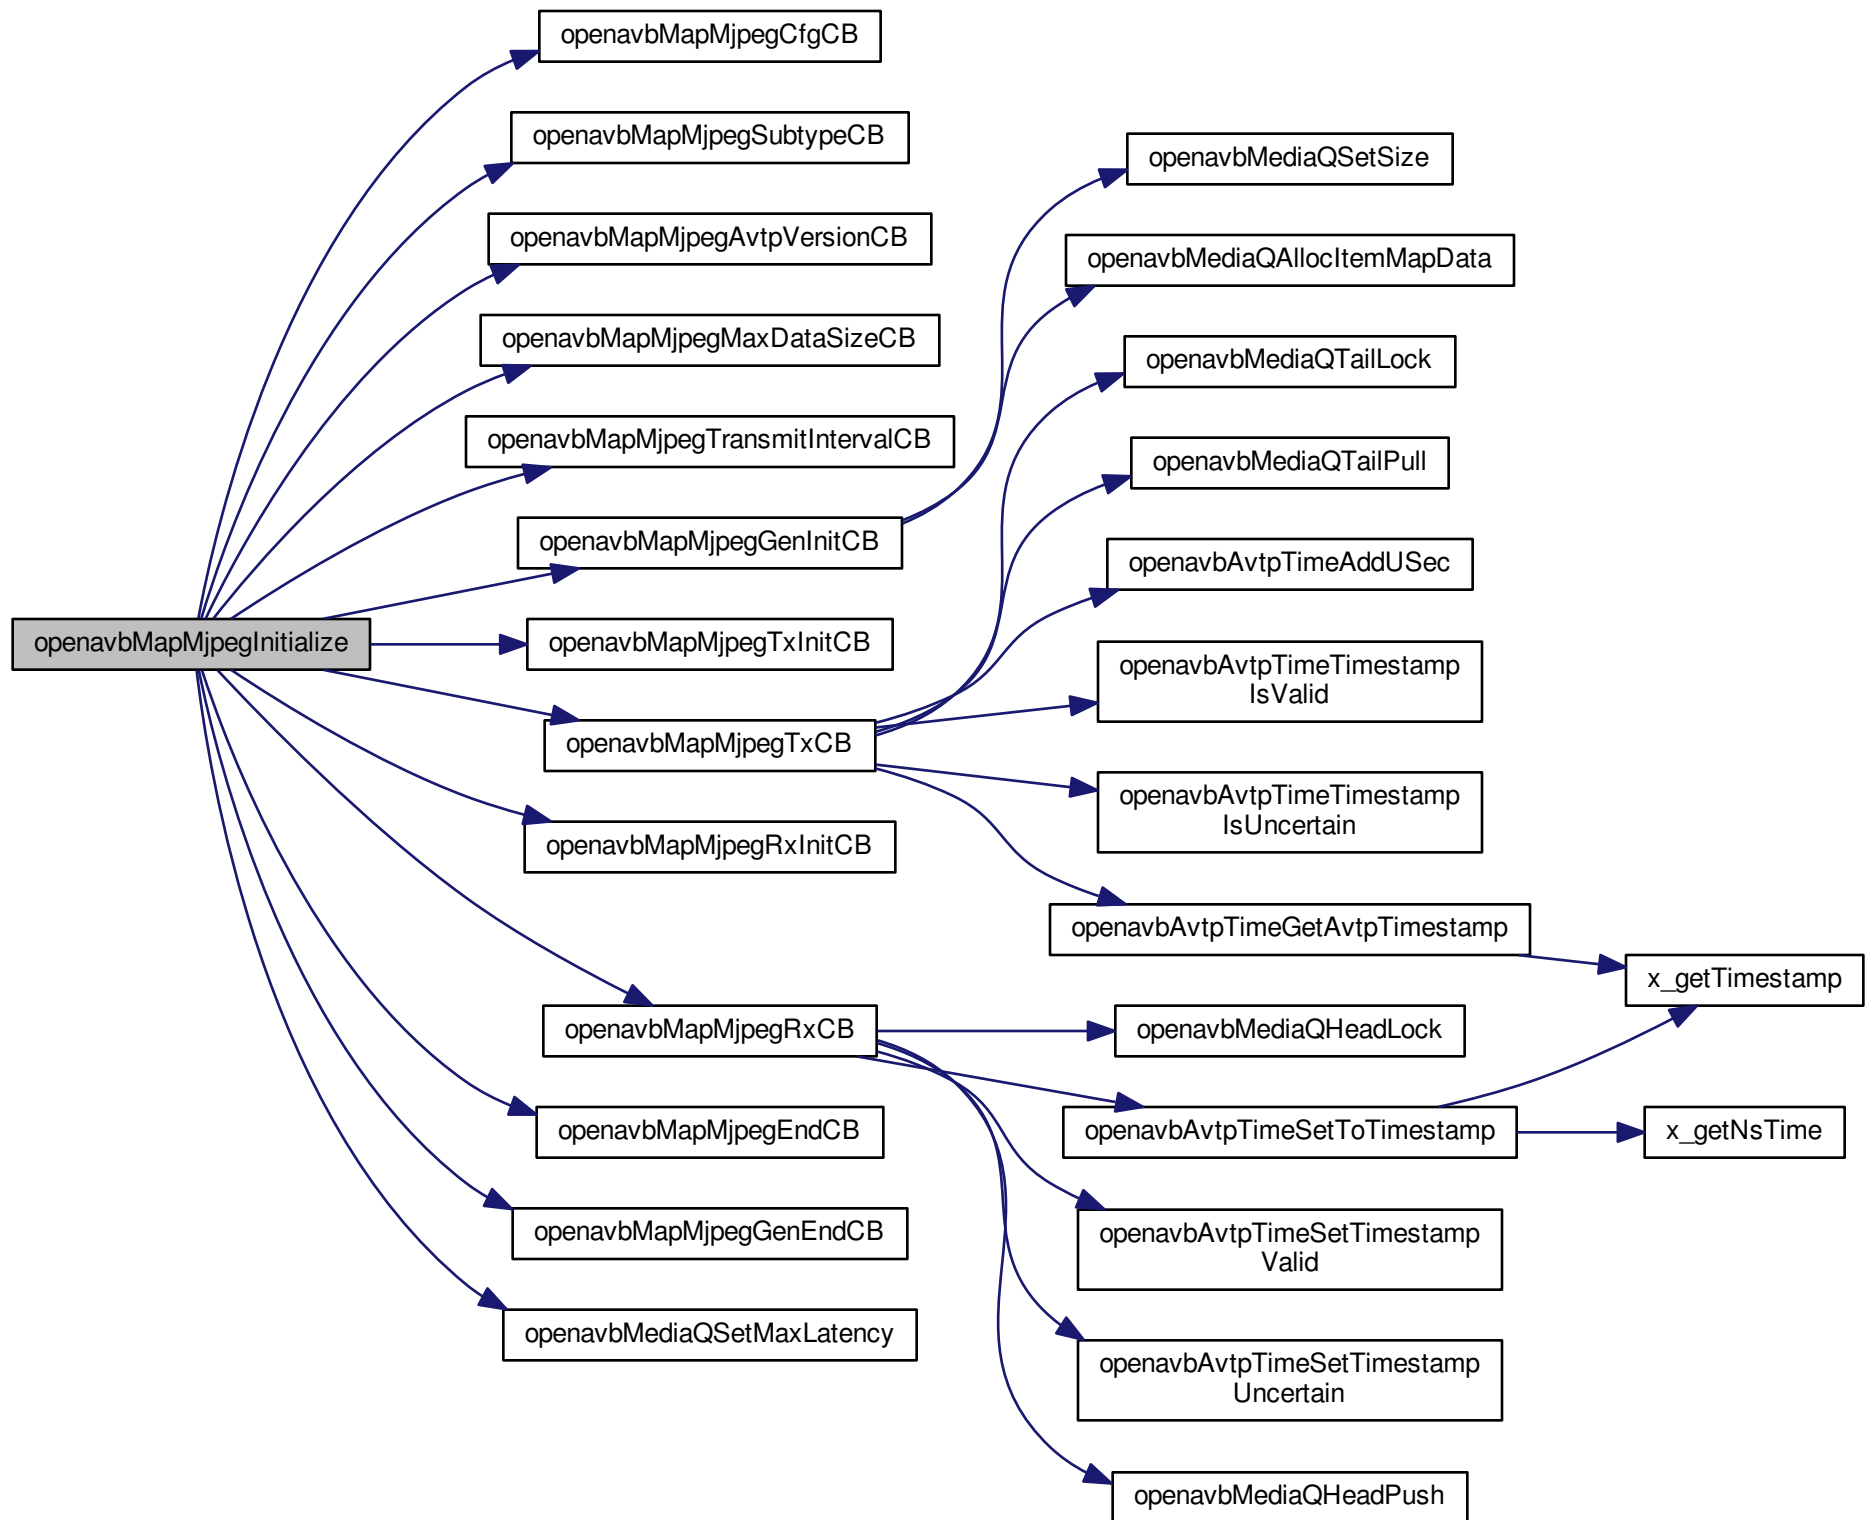 openavbMapMjpegInitialize
openavbMapMjpegCfgCB
openavbMapMjpegSubtypeCB
openavbMapMjpegAvtpVersionCB
openavbMapMjpegMaxDataSizeCB
openavbMapMjpegTransmitIntervalCB
openavbMapMjpegGenInitCB
openavbMapMjpegTxInitCB
openavbMapMjpegTxCB
openavbMapMjpegRxInitCB
openavbMapMjpegRxCB
openavbMapMjpegEndCB
openavbMapMjpegGenEndCB
openavbMediaQSetMaxLatency
openavbMediaQSetSize
openavbMediaQAllocItemMapData
openavbMediaQTailLock
openavbMediaQTailPull
openavbAvtpTimeAddUSec
openavbAvtpTimeTimestamp
IsValid
openavbAvtpTimeTimestamp
IsUncertain
openavbAvtpTimeGetAvtpTimestamp
openavbMediaQHeadLock
openavbAvtpTimeSetToTimestamp
openavbAvtpTimeSetTimestamp
Valid
openavbAvtpTimeSetTimestamp
Uncertain
openavbMediaQHeadPush
x_getTimestamp
x_getNsTime